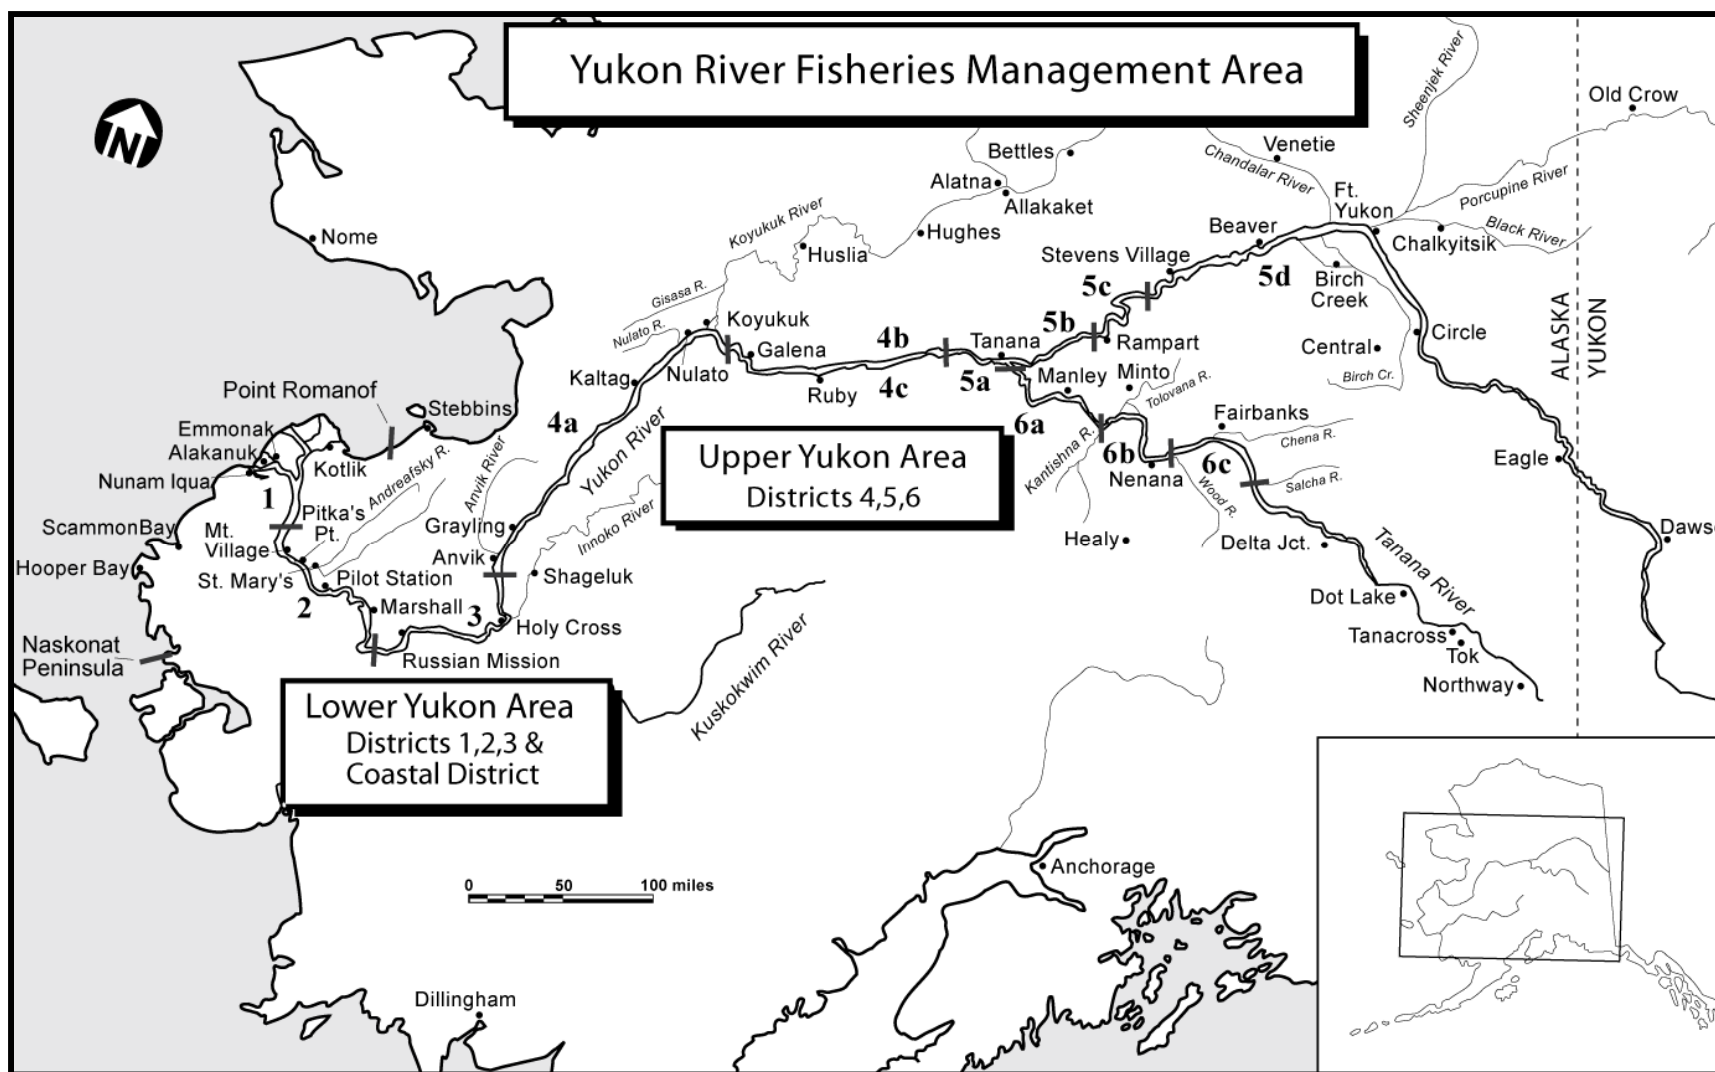 Yukon River Fisheries Management Area
N
Sheenjek River
Old Crow
Venetie
Chandalar River
Bettles
Alatna
Allakaket
Porcupine River
Ft.
Yukon
Black River
Chalkyitsik
Beaver
Koyukuk River
Hughes
Huslia
Nome
Stevens Village
5d
5c
Birch
Creek
Gisasa R.
Nulato R.
Koyukuk
4b
Tanana
5b
Rampart
Circle
Central
Birch Cr.
ALASKA
YUKON
Galena
Nulato
Kaltag
Ruby
4c
5a
Manley
Minto
Tolovana R.
Point Romanof
Stebbins
4a
Yukon River
6a
Fairbanks
Chena R.
Emmonak
Alakanuk
Kotlik
Nunam Iqua
Andreafsky R.
Anvik River
Upper Yukon Area
Districts 4,5,6
Kantishna R.
6b
Nenana
6c
Wood R.
Salcha R.
Eagle
1
Pitka's
Pt.
ScammonBay
Mt.
Village
Grayling
Innoko River
Anvik
Healy
Delta Jct.
Tanana River
Dawso
Hooper Bay
St. Mary's
Pilot Station
Shageluk
2
Marshall
3
Holy Cross
Dot Lake
Tanacross
Tok
Northway
Naskonat
Peninsula
Russian Mission
Kuskokwim River
Lower Yukon Area
Districts 1,2,3 &
Coastal District
0 50 100 miles
Anchorage
Dillingham